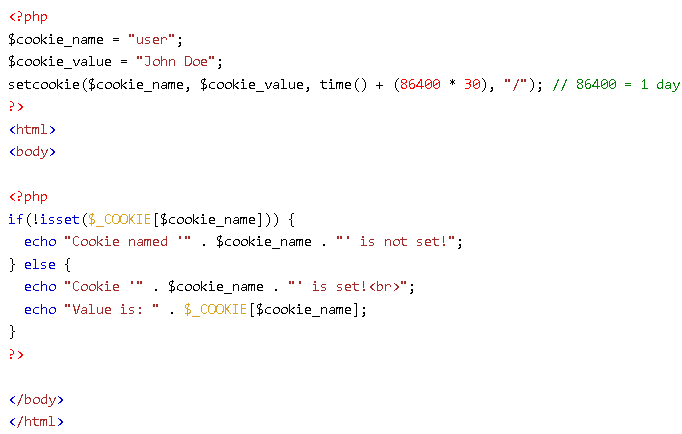 <?php
$cookie_name = "user";
$cookie_value = "John Doe";
setcookie($cookie_name, $cookie_value, time() + (86400 * 30), "/"); // 86400 = 1 day
?>
<html>
<body>

<?php
if(!isset($_COOKIE[$cookie_name])) {
  echo "Cookie named '" . $cookie_name . "' is not set!";
} else {
  echo "Cookie '" . $cookie_name . "' is set!<br>";
  echo "Value is: " . $_COOKIE[$cookie_name];
}
?>

</body>
</html>